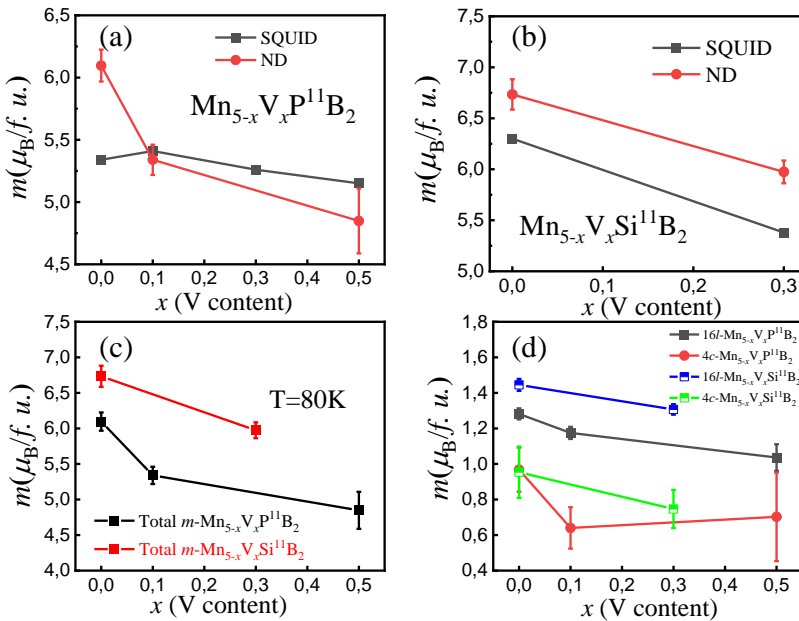 (a)
SQUID
ND
Mn5-xVxP11B2
m(μB/f. u.)
6,5
6,0
5,5
5,0
4,5
0,0 0,1 0,2 0,3 0,4 0,5
x (V content)
(b)
SQUID
ND
Mn5-xVxSi11B2
m(μB/f. u.)
7,5
7,0
6,5
6,0
5,5
5,0
0,0 0,1 0,2 0,3
x (V content)
(c)
T=80K
Total m-Mn5-xVxP11B2
Total m-Mn5-xVxSi11B2
m(μB/f. u.)
7,5
7,0
6,5
6,0
5,5
5,0
4,5
4,0
0,0 0,1 0,2 0,3 0,4 0,5
x (V content)
(d)
16l-Mn5-xVxP11B2
4c-Mn5-xVxP11B2
16l-Mn5-xVxSi11B2
4c-Mn5-xVxSi11B2
m(μB/f. u.)
1,8
1,6
1,4
1,2
1,0
0,8
0,6
0,4
0,0 0,1 0,2 0,3 0,4 0,5
x (V content)